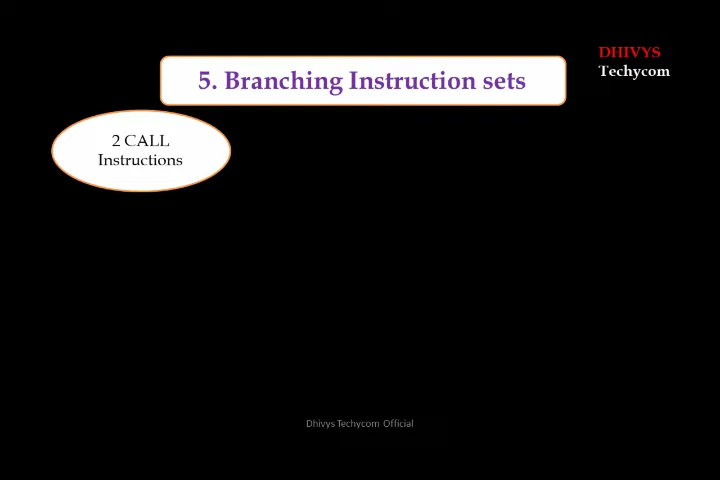 DHIVYS
Techycom
5. Branching Instruction sets
2 CALL
Instructions
Dhivys Techycom Official